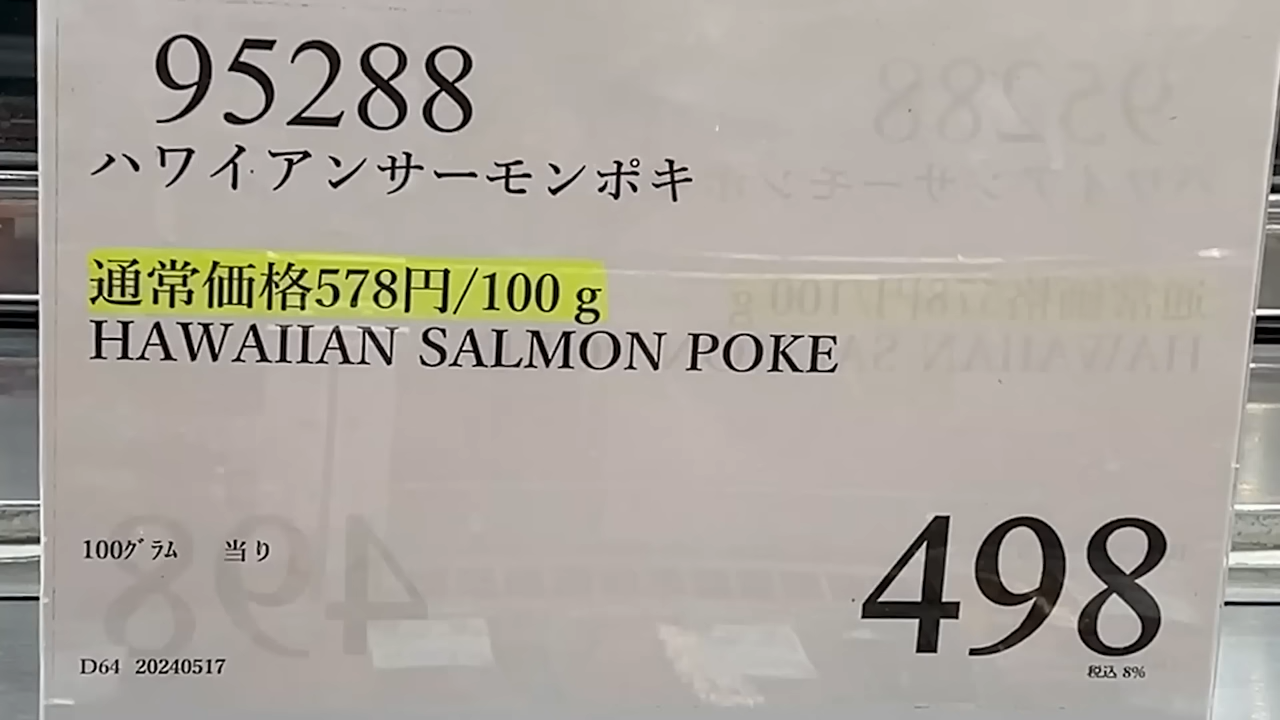 95288
ハワイアンサーモンポキ
通常価格578円/100 g
HAWAIIAN SALMON POKE
100ｸﾞﾗﾑ 当り
498
税込 8%
D64 20240517